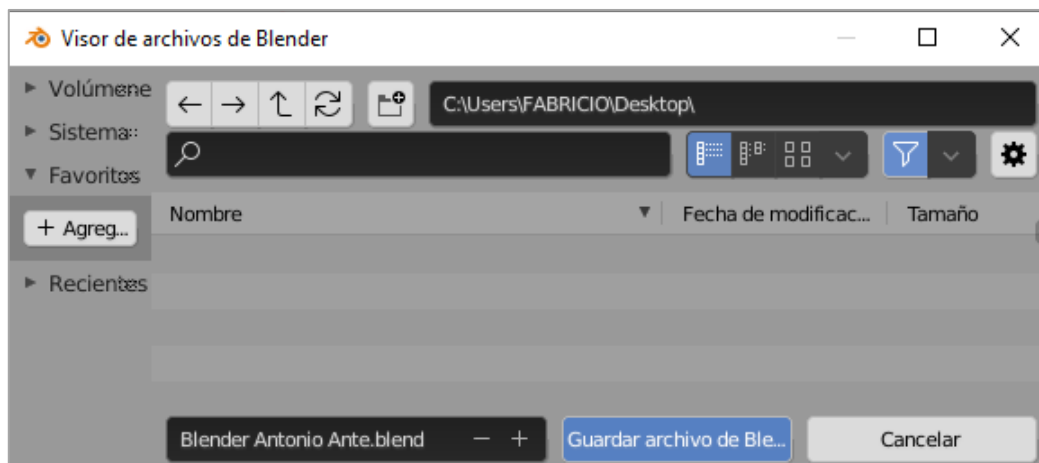 Visor de archivos de Blender
Volúmene
C:\Users\FABRICIO\Desktop\
Sistema
Favoritos
Nombre Fecha de modificac... Tamaño
+ Agreg...
Recientes
Blender Antonio Ante.blend − + Guardar archivo de Ble... Cancelar